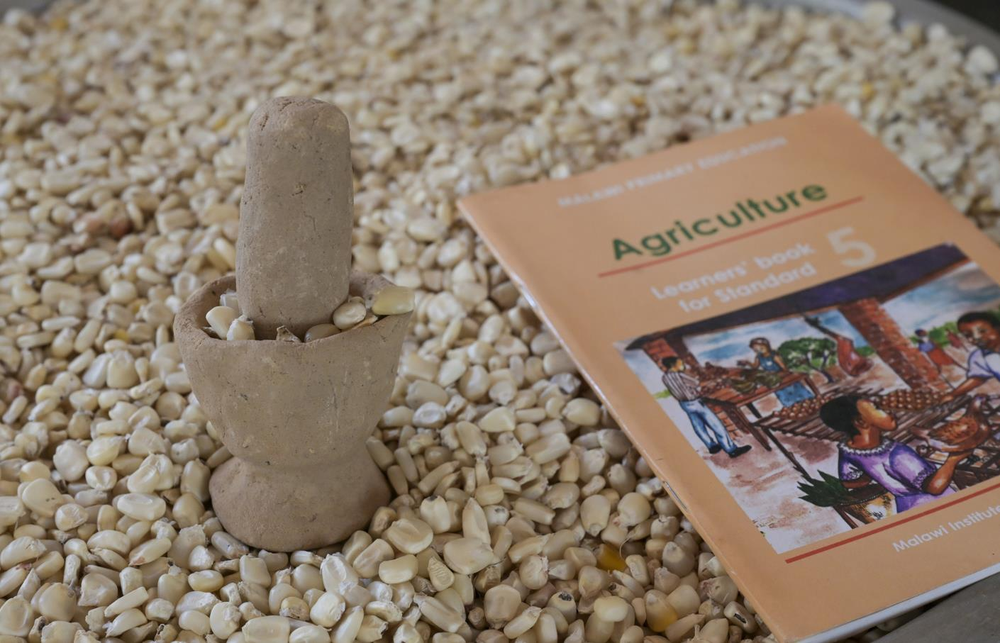 MALAWI PRIMARY EDUCATION
Agriculture
Learners' book
for Standard 5
Malawi Institute